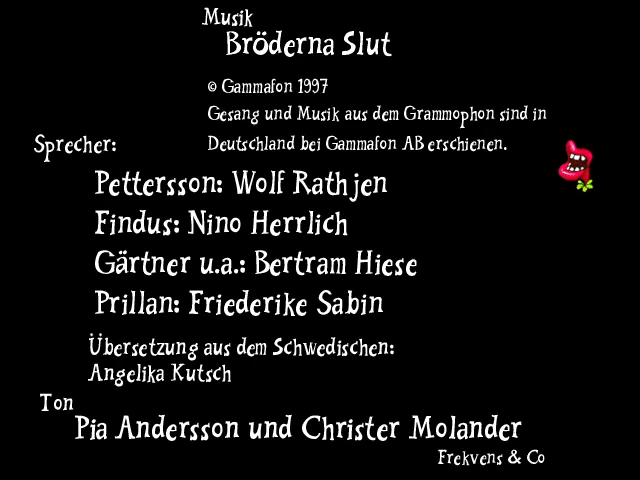 Musik
Bröderna Slut
© Gammafon 1997
Gesang und Musik aus dem Grammophon sind in
Deutschland bei Gammafon AB erschienen.
Sprecher:
Pettersson: Wolf Rathjen
Findus: Nino Herrlich
Gärtner u.a.: Bertram Hiese
Prillan: Friederike Sabin
Übersetzung aus dem Schwedischen:
Angelika Kutsch
Ton
Pia Andersson und Christer Molander
Frekvens & Co